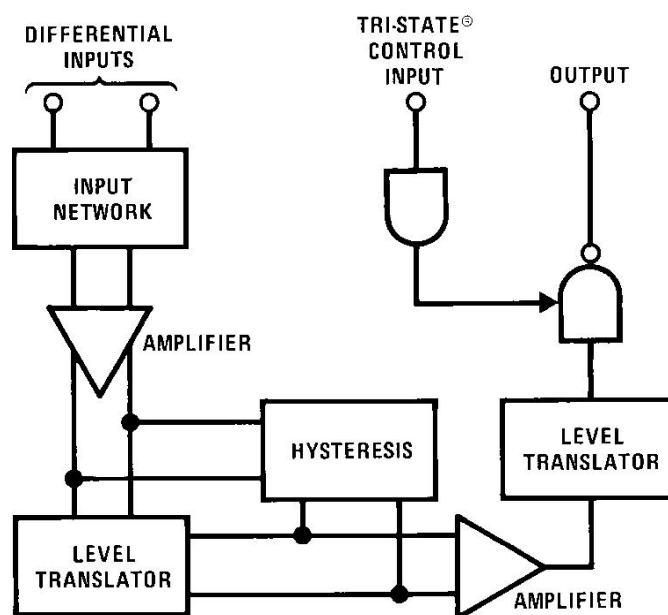 DIFFERENTIAL
INPUTS
TRI-STATE®
CONTROL
INPUT
OUTPUT
INPUT
NETWORK
AMPLIFIER
HYSTERESIS
LEVEL
TRANSLATOR
LEVEL
TRANSLATOR
AMPLIFIER